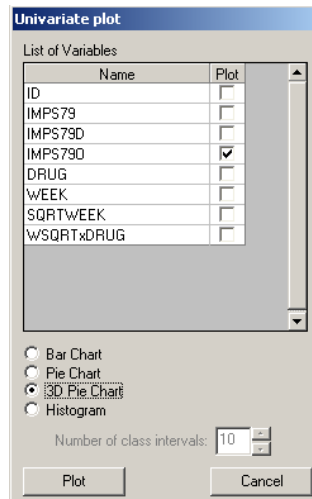 Univariate plot
List of Variables
Name Plot
ID
IMPS79
IMPS79D
IMPS79O
DRUG
WEEK
SQRTWEEK
WSQRTxDRUG
Bar Chart
Pie Chart
3D Pie Chart
Histogram
Number of class intervals: 10
Plot Cancel